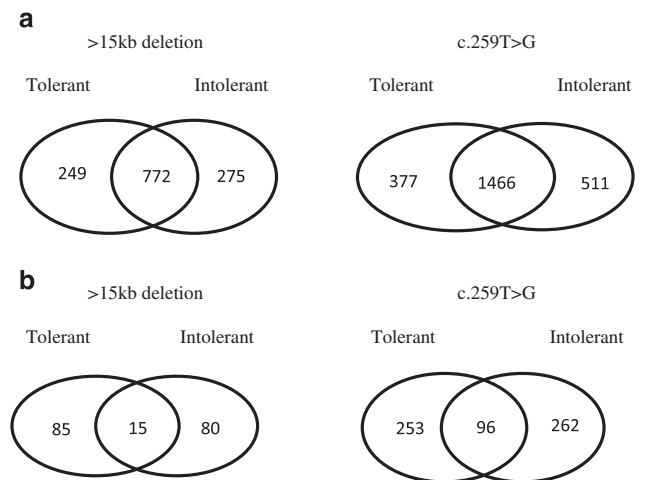 a
>15kb deletion c.259T>G
Tolerant Intolerant Tolerant Intolerant
249 772 275 377 1466 511
b
>15kb deletion c.259T>G
Tolerant Intolerant Tolerant Intolerant
85 15 80 253 96 262